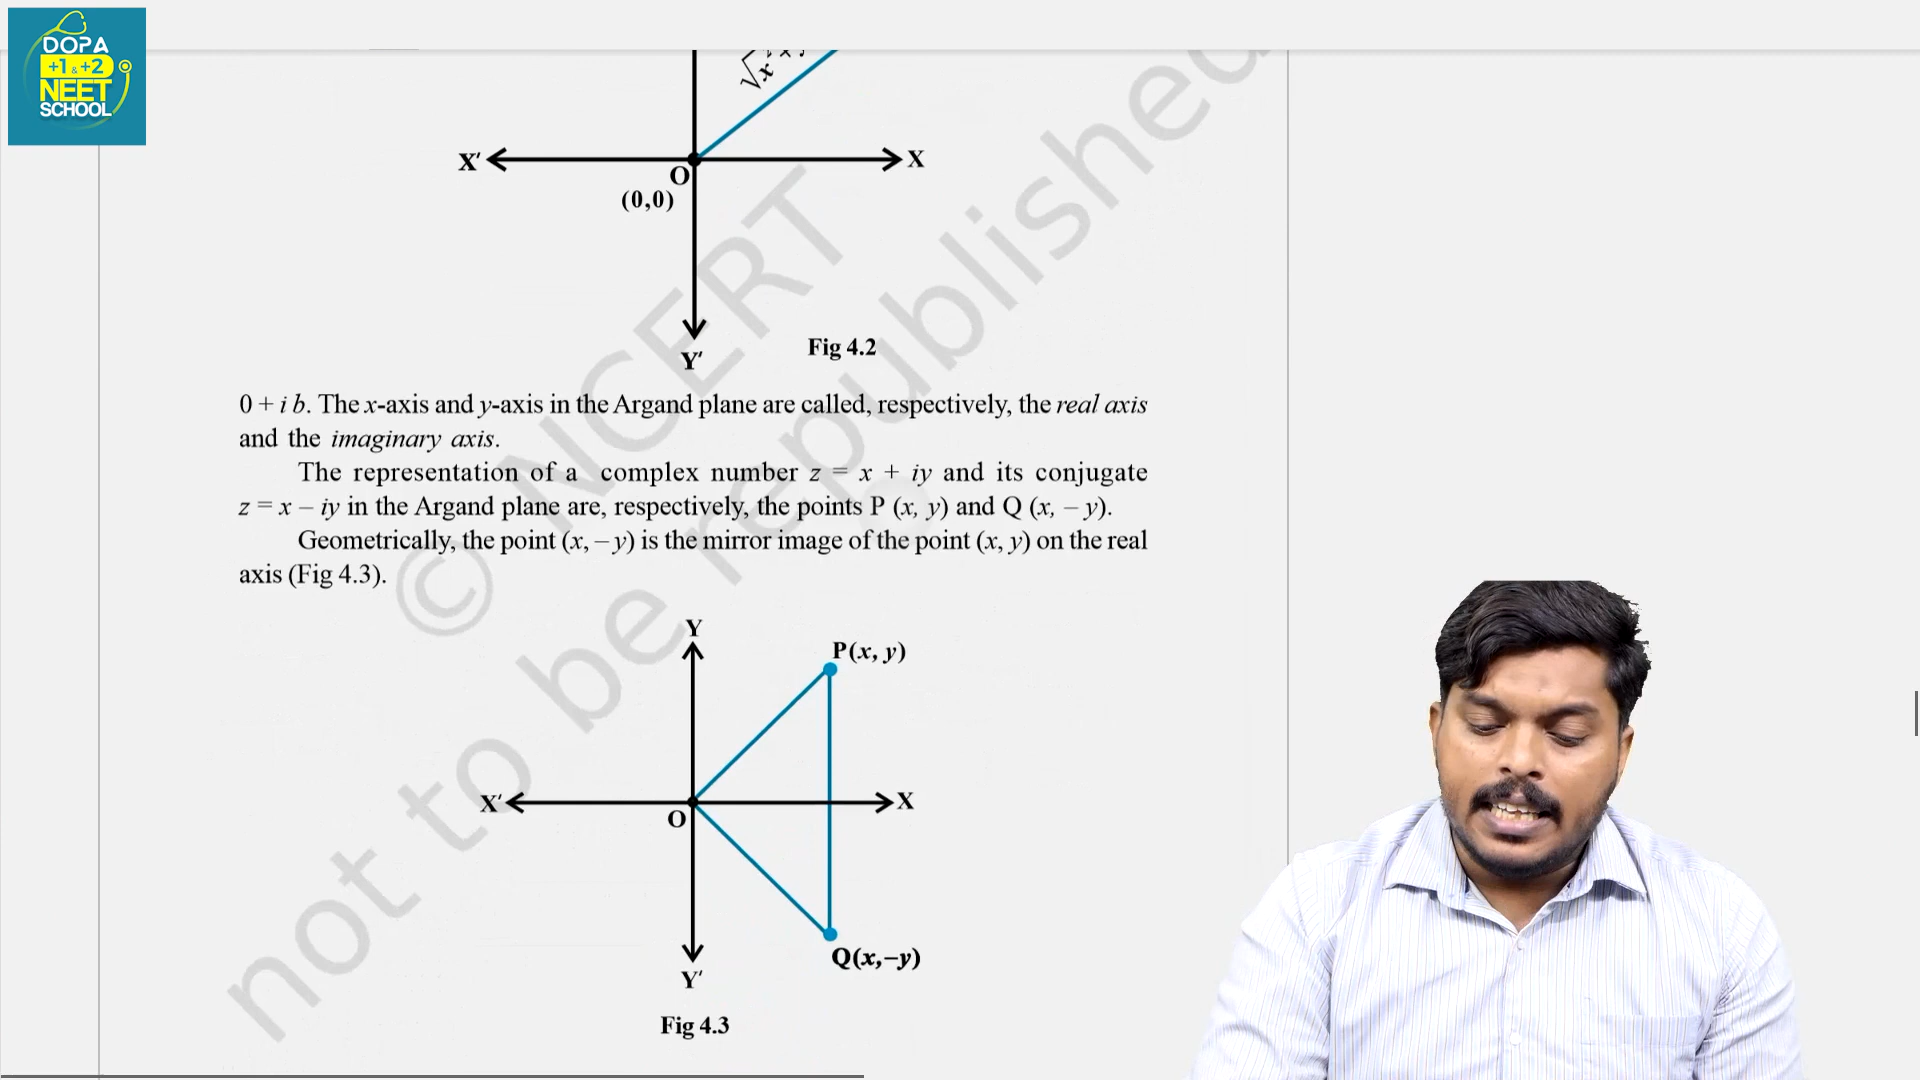 DOPA
+1 & +2
NEET
SCHOOL
X′
X
O
(0,0)
Y′
Fig 4.2
0 + i b. The x-axis and y-axis in the Argand plane are called, respectively, the real axis
and the imaginary axis.
The representation of a complex number z = x + iy and its conjugate
z = x – iy in the Argand plane are, respectively, the points P (x, y) and Q (x, – y).
Geometrically, the point (x, – y) is the mirror image of the point (x, y) on the real
axis (Fig 4.3).
Y
P(x, y)
X′
X
O
Q(x,–y)
Y′
Fig 4.3
© NCERT
not to be republished